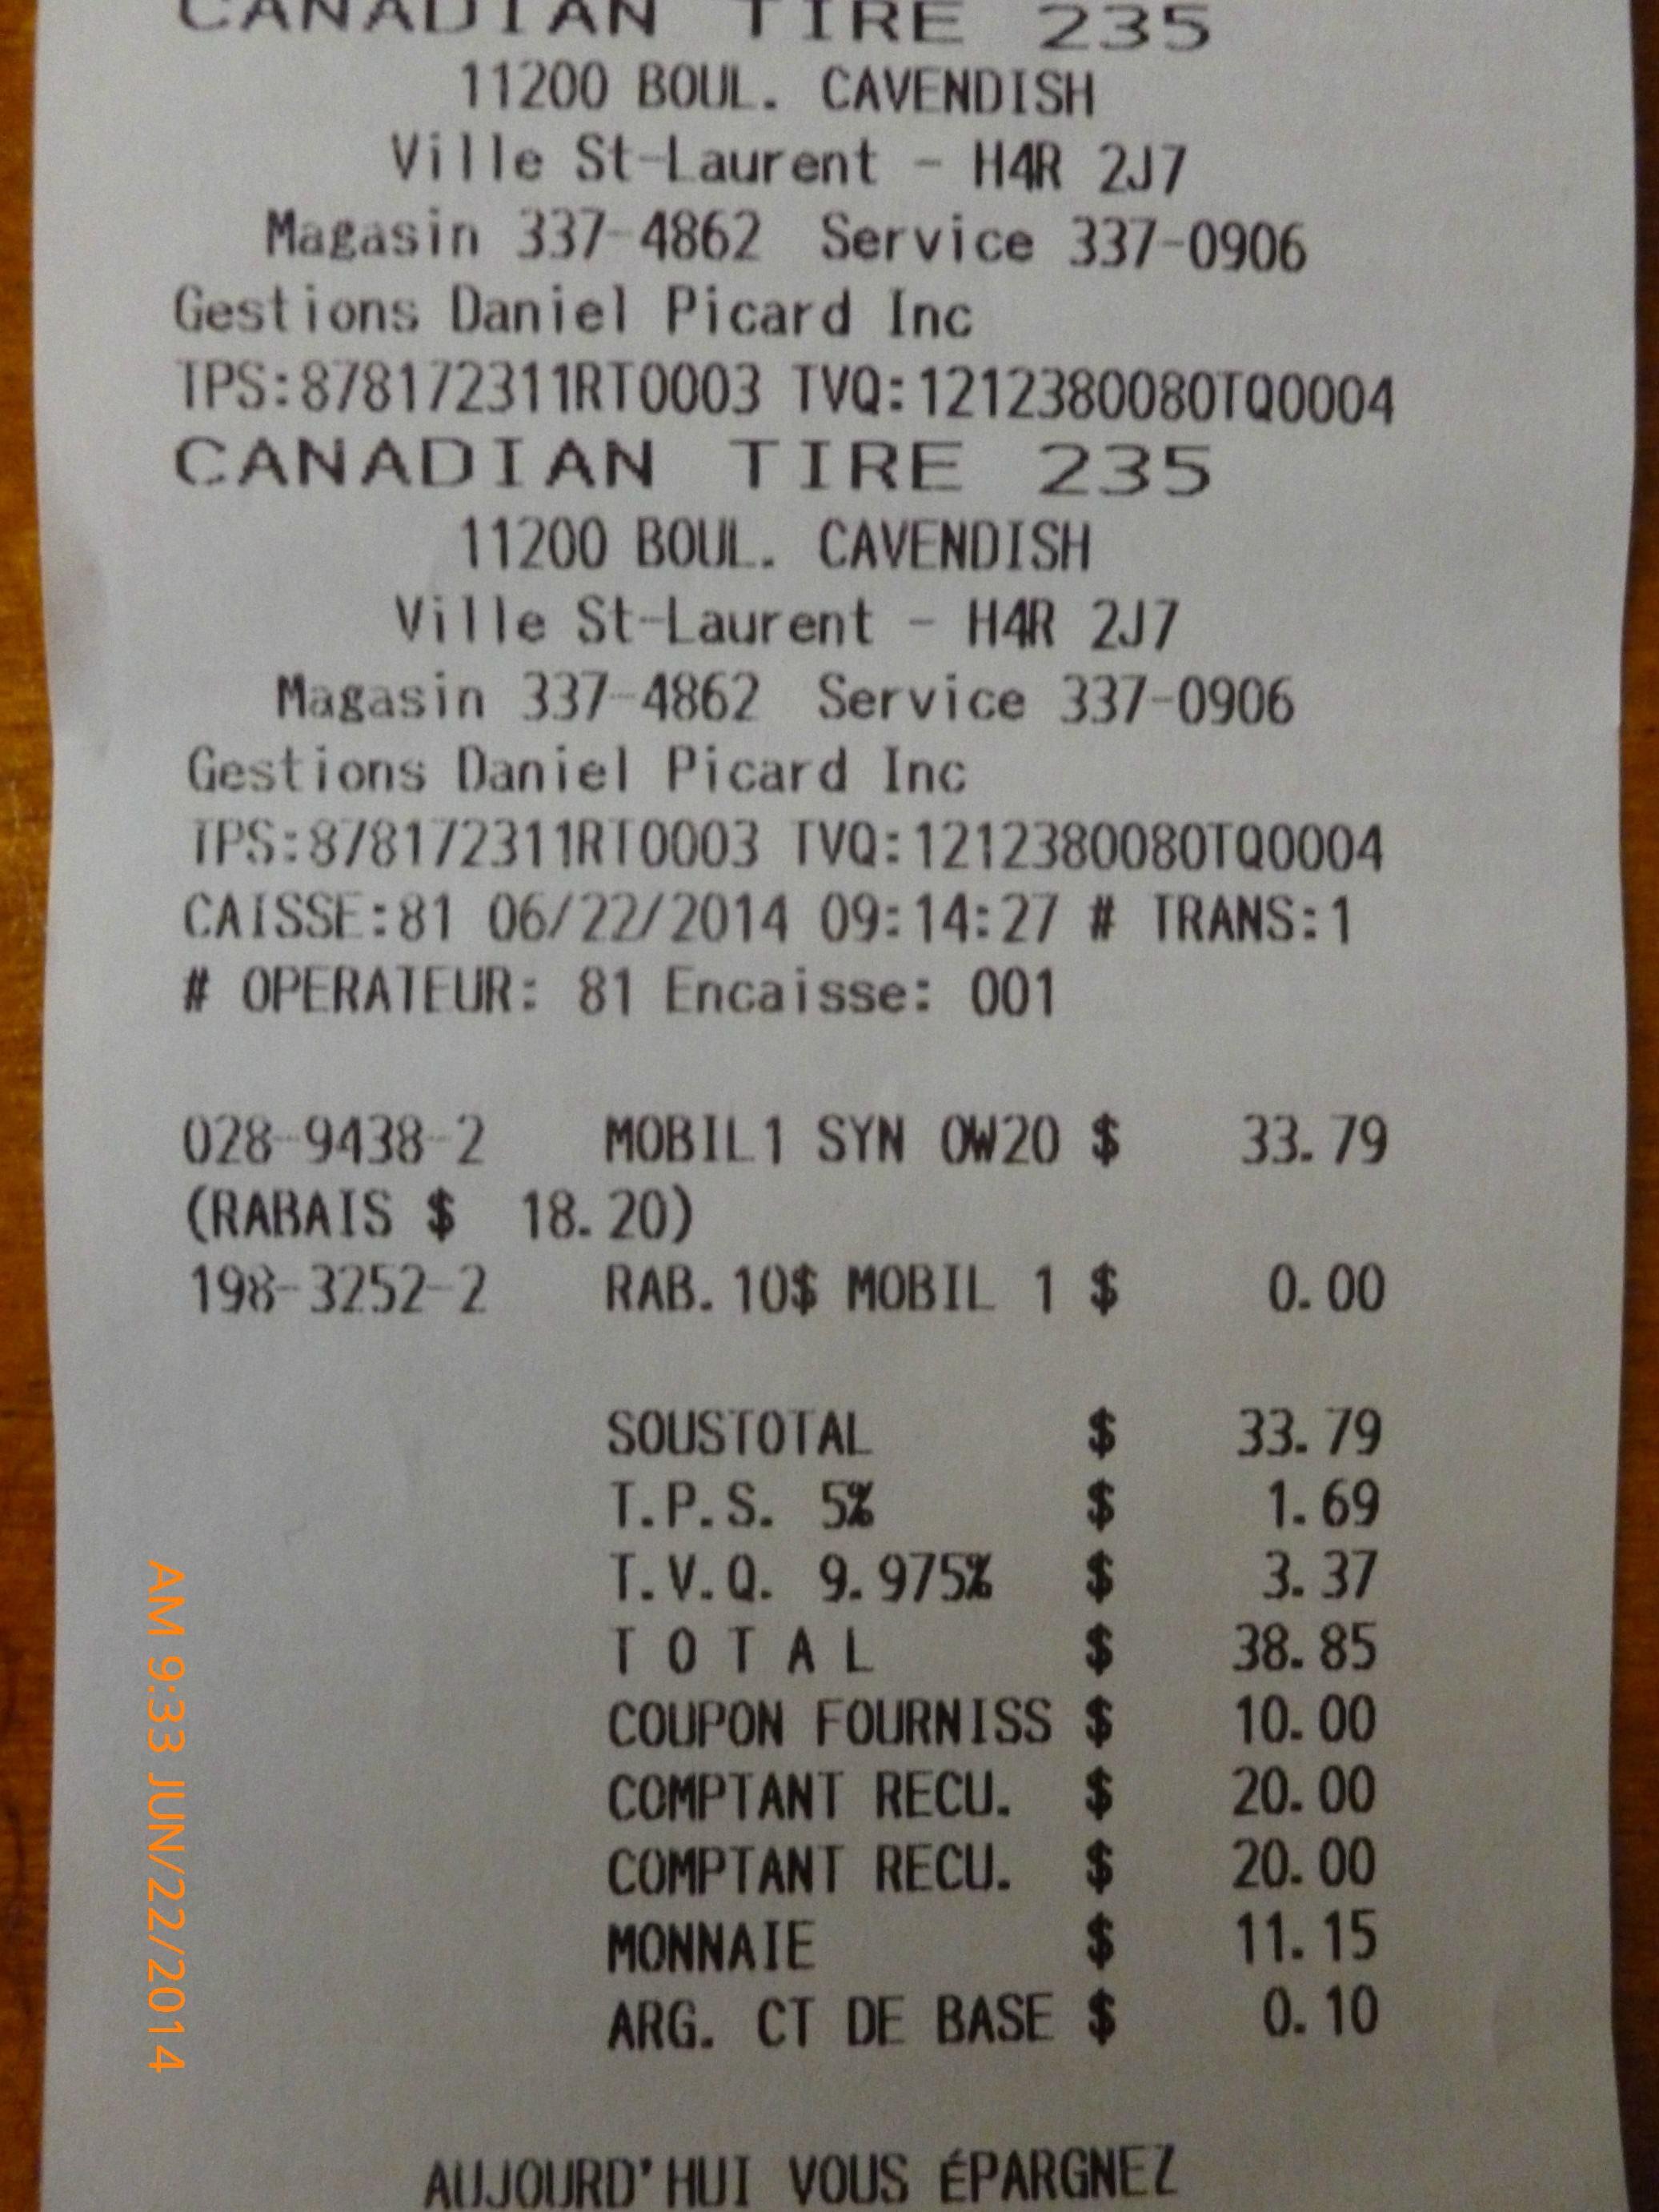 CANADIAN TIRE 235
11200 BOUL. CAVENDISH
Ville St-Laurent - H4R 2J7
Magasin 337-4862 Service 337-0906
Gestions Daniel Picard Inc
TPS:878172311RT0003 TVQ:1212380080TQ0004
CANADIAN TIRE 235
11200 BOUL. CAVENDISH
Ville St-Laurent - H4R 2J7
Magasin 337-4862 Service 337-0906
Gestions Daniel Picard Inc
TPS:878172311RT0003 TVQ:1212380080TQ0004
CAISSE:81 06/22/2014 09:14:27 # TRANS:1
# OPERATEUR: 81 Encaisse: 001
028-9438-2 MOBIL1 SYN 0W20 $ 33.79
(RABAIS $ 18.20)
198-3252-2 RAB.10$ MOBIL 1 $ 0.00
SOUSTOTAL $ 33.79
T.P.S. 5% $ 1.69
T.V.Q. 9.975% $ 3.37
T O T A L $ 38.85
COUPON FOURNISS $ 10.00
COMPTANT RECU. $ 20.00
COMPTANT RECU. $ 20.00
MONNAIE $ 11.15
ARG. CT DE BASE $ 0.10
AUJOURD'HUI VOUS ÉPARGNEZ
AM 9:33 JUN/22/2014